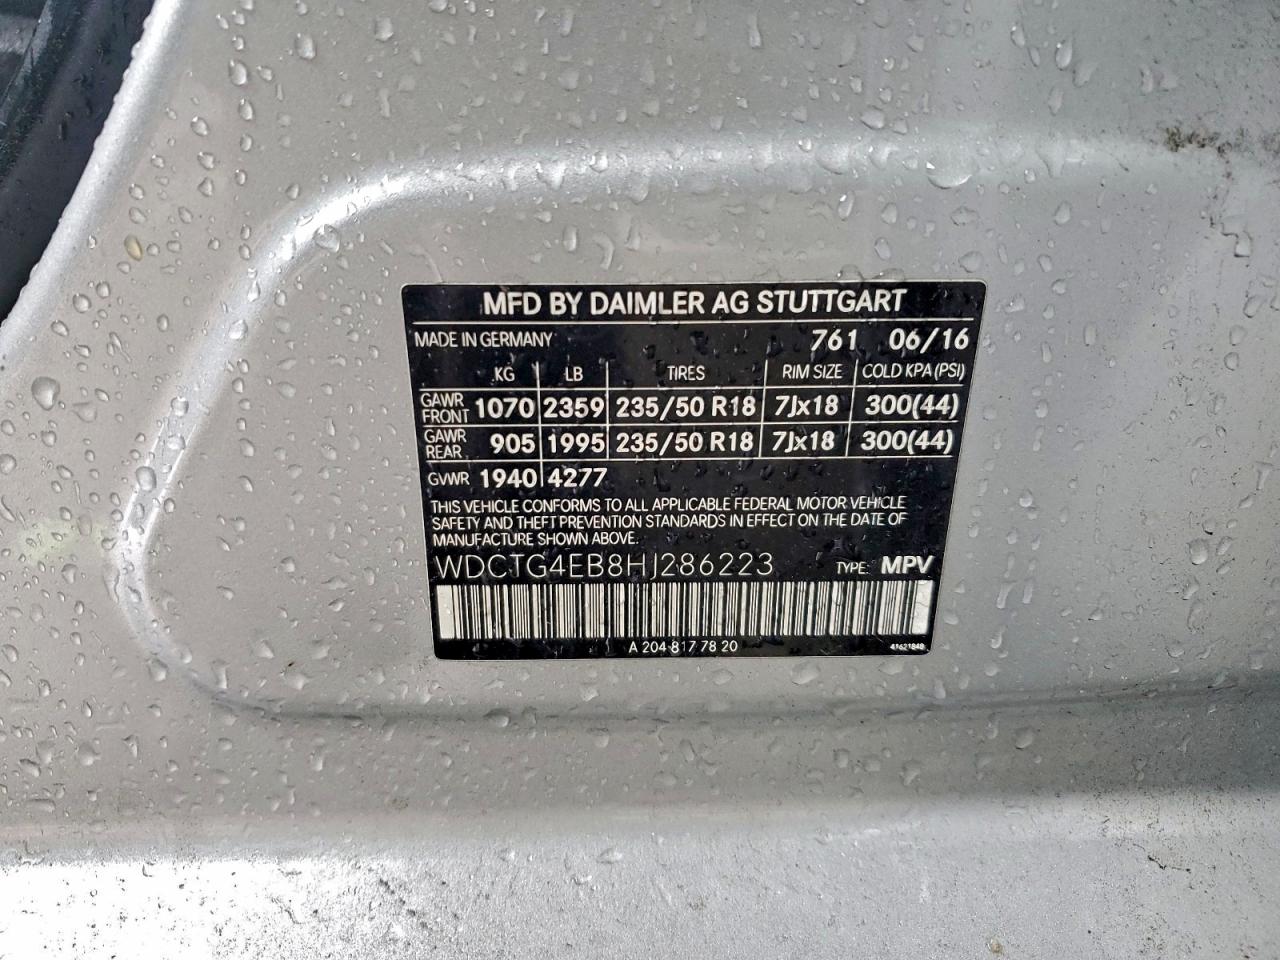 MFD BY DAIMLER AG STUTTGART
MADE IN GERMANY 761 06/16
KG LB TIRES RIM SIZE COLD KPA (PSI)
GAWR FRONT 1070 2359 235/50 R18 7Jx18 300(44)
GAWR REAR 905 1995 235/50 R18 7Jx18 300(44)
GVWR 1940 4277
THIS VEHICLE CONFORMS TO ALL APPLICABLE FEDERAL MOTOR VEHICLE
SAFETY AND THEFT PREVENTION STANDARDS IN EFFECT ON THE DATE OF
MANUFACTURE SHOWN ABOVE.
WDCTG4EB8HJ286223 TYPE: MPV
A 204 817 78 20 41621848